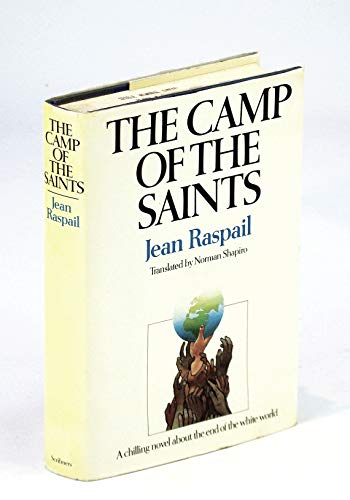 THE CAMP
OF THE
SAINTS
Jean
Raspail
Scribners
THE CAMP
OF THE
SAINTS
Jean Raspail
Translated by Norman Shapiro
A chilling novel about the end of the white world